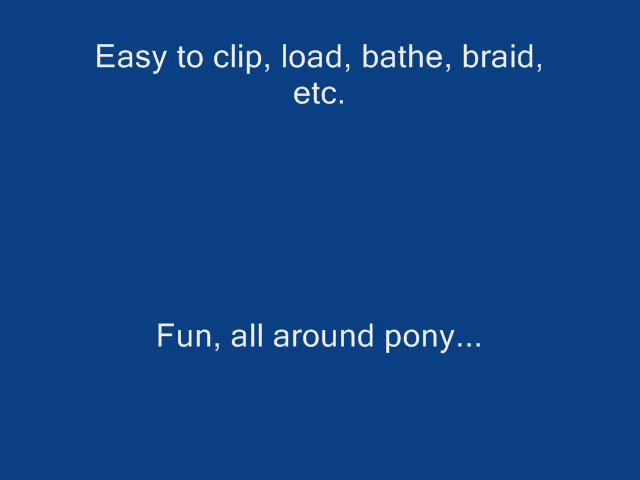 Easy to clip, load, bathe, braid,
etc.
Fun, all around pony...